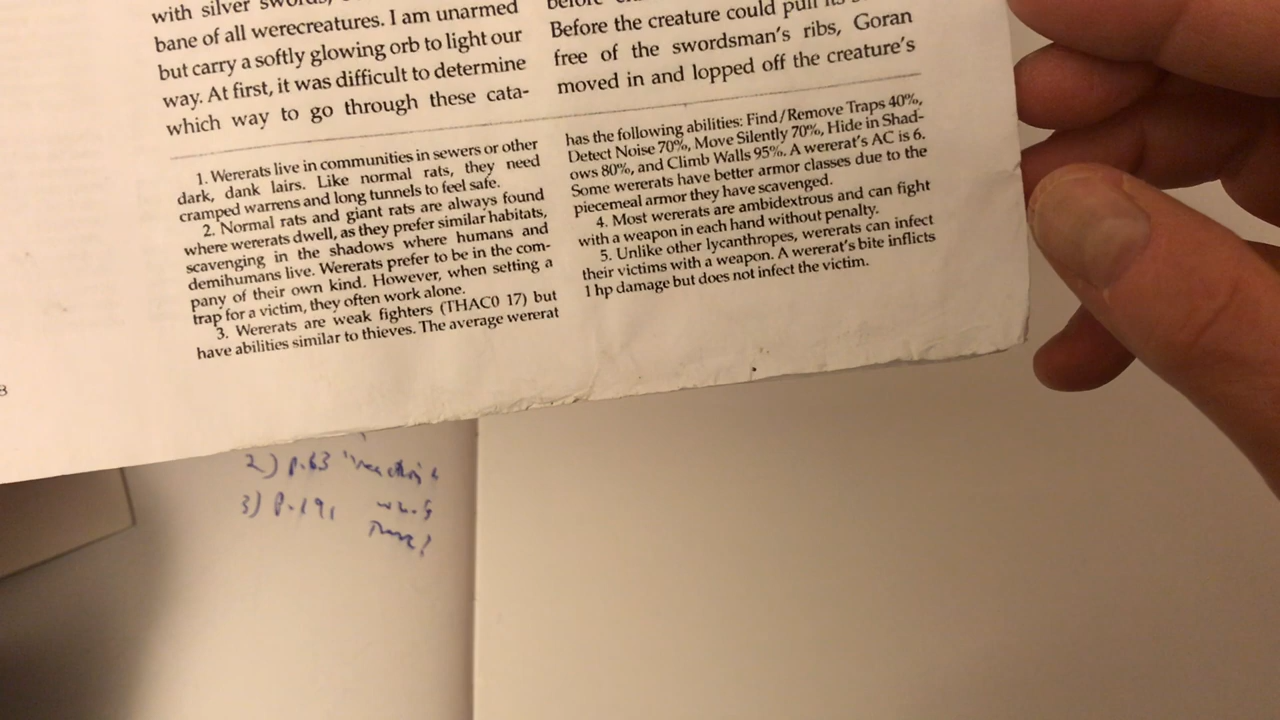 with silver swords,
bane of all werecreatures. I am unarmed
but carry a softly glowing orb to light our
way. At first, it was difficult to determine
which way to go through these cata-
Before the creature could pull its
free of the swordsman's ribs, Goran
moved in and lopped off the creature's
1. Wererats live in communities in sewers or other
dark, dank lairs. Like normal rats, they need
cramped warrens and long tunnels to feel safe.
2. Normal rats and giant rats are always found
where wererats dwell, as they prefer similar habitats,
scavenging in the shadows where humans and
demihumans live. Wererats prefer to be in the com-
pany of their own kind. However, when setting a
trap for a victim, they often work alone.
3. Wererats are weak fighters (THAC0 17) but
have abilities similar to thieves. The average wererat
has the following abilities: Find/Remove Traps 40%,
Detect Noise 70%, Move Silently 70%, Hide in Shad-
ows 80%, and Climb Walls 95%. A wererat's AC is 6.
Some wererats have better armor classes due to the
piecemeal armor they have scavenged.
4. Most wererats are ambidextrous and can fight
with a weapon in each hand without penalty.
5. Unlike other lycanthropes, wererats can infect
their victims with a weapon. A wererat's bite inflicts
1 hp damage but does not infect the victim.
8
2) p.63
3) p.191